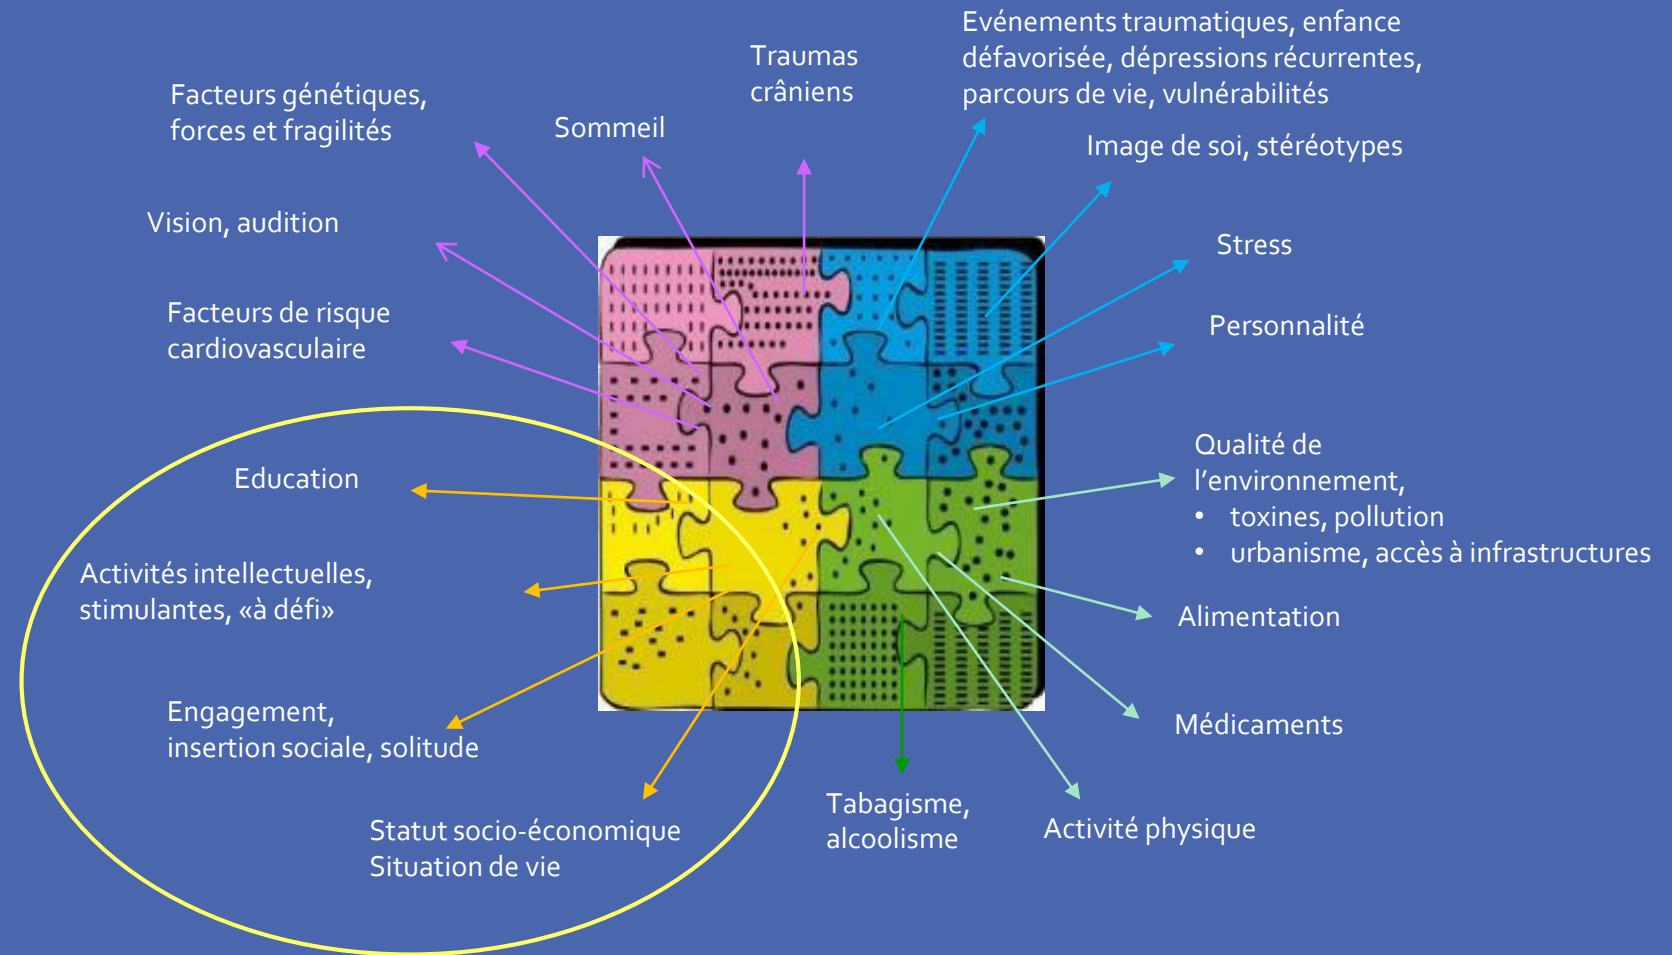 Evénements traumatiques, enfance
défavorisée, dépressions récurrentes,
parcours de vie, vulnérabilités
Traumas
crâniens
Facteurs génétiques,
forces et fragilités
Sommeil
Image de soi, stéréotypes
Vision, audition
Stress
Facteurs de risque
cardiovasculaire
Personnalité
Qualité de
l'environnement,
• toxines, pollution
• urbanisme, accès à infrastructures
Education
Activités intellectuelles,
stimulantes, «à défi»
Alimentation
Engagement,
insertion sociale, solitude
Médicaments
Tabagisme,
alcoolisme
Activité physique
Statut socio-économique
Situation de vie